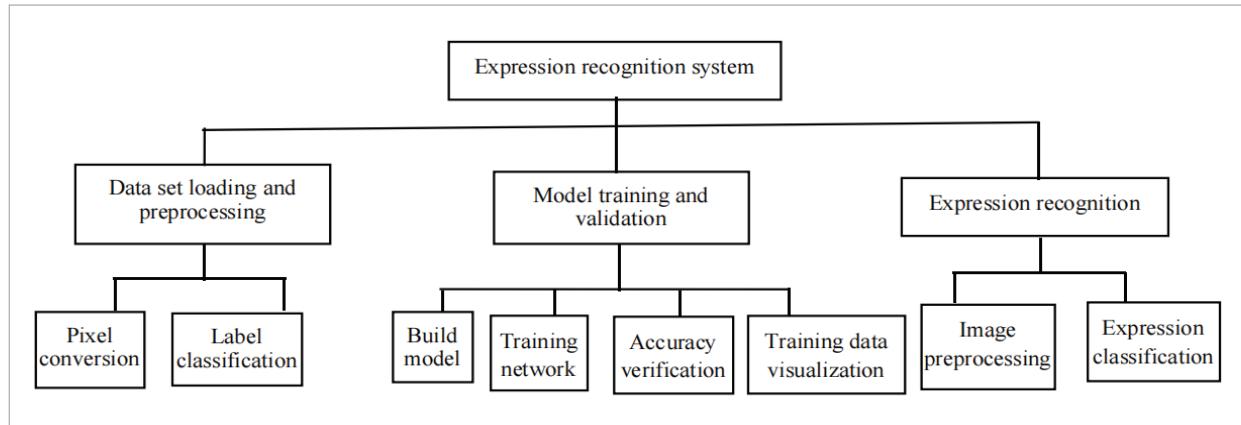 Expression recognition system
Data set loading and
preprocessing
Model training and
validation
Expression recognition
Pixel
conversion
Label
classification
Build
model
Training
network
Accuracy
verification
Training data
visualization
Image
preprocessing
Expression
classification